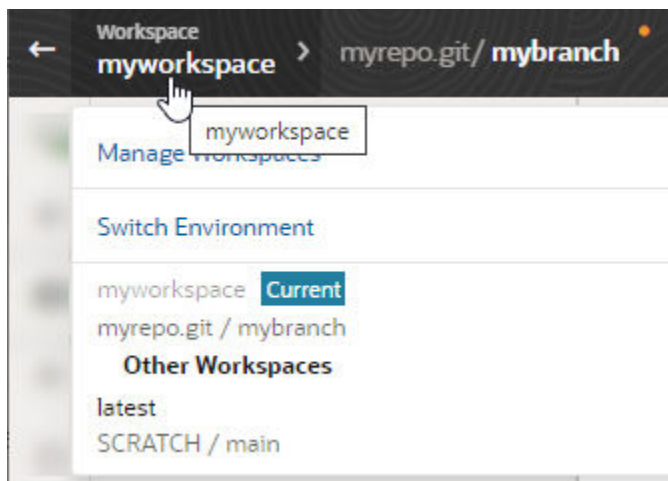 Workspace
myworkspace > myrepo.git/ mybranch
myworkspace
Manage Workspaces
Switch Environment
myworkspace Current
myrepo.git / mybranch
Other Workspaces
latest
SCRATCH / main